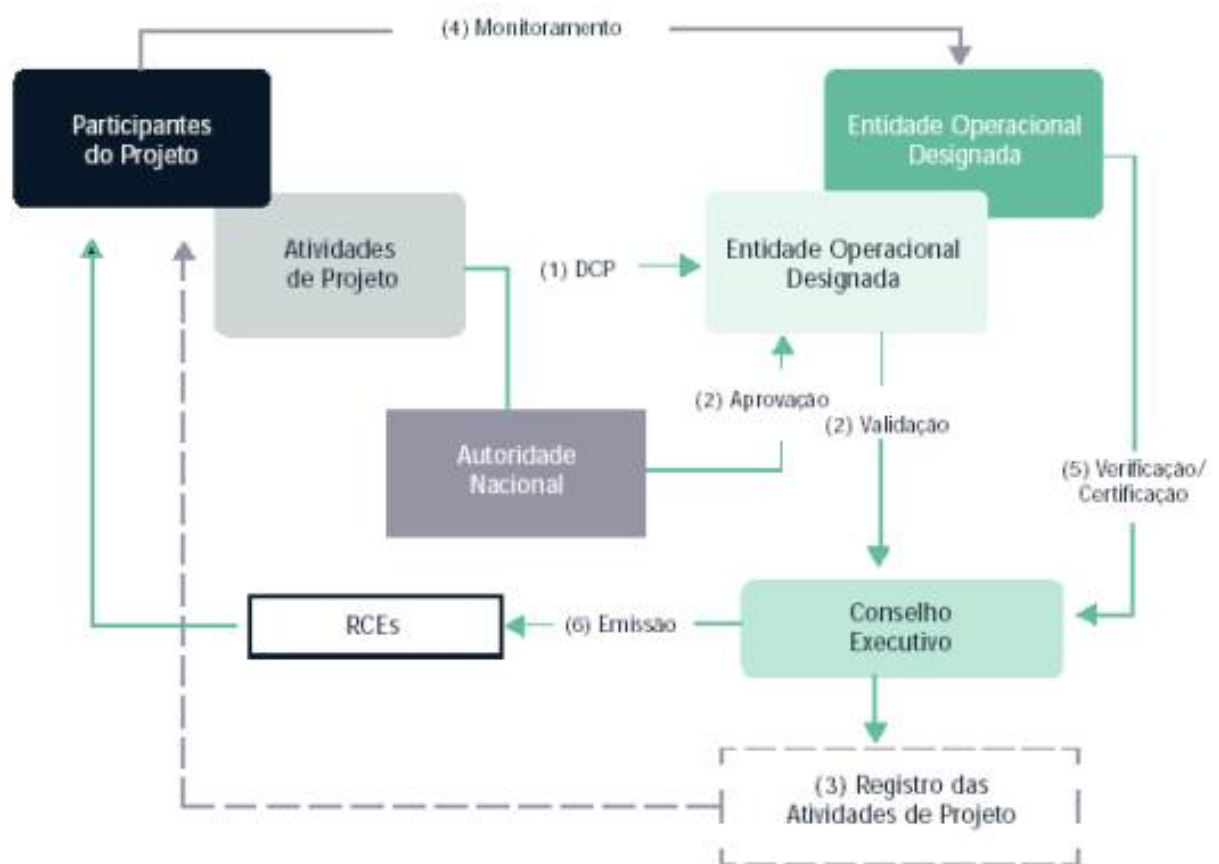 (4) Monitoramento
Participantes
do Projeto
Entidade Operacional
Designada
Atividades
de Projeto
(1) DCP
Entidade Operacional
Designada
(2) Aprovação
(2) Validação
Autoridade
Nacional
(5) Verificação/
Certificação
RCEs
(6) Emissão
Conselho
Executivo
(3) Registro das
Atividades de Projeto